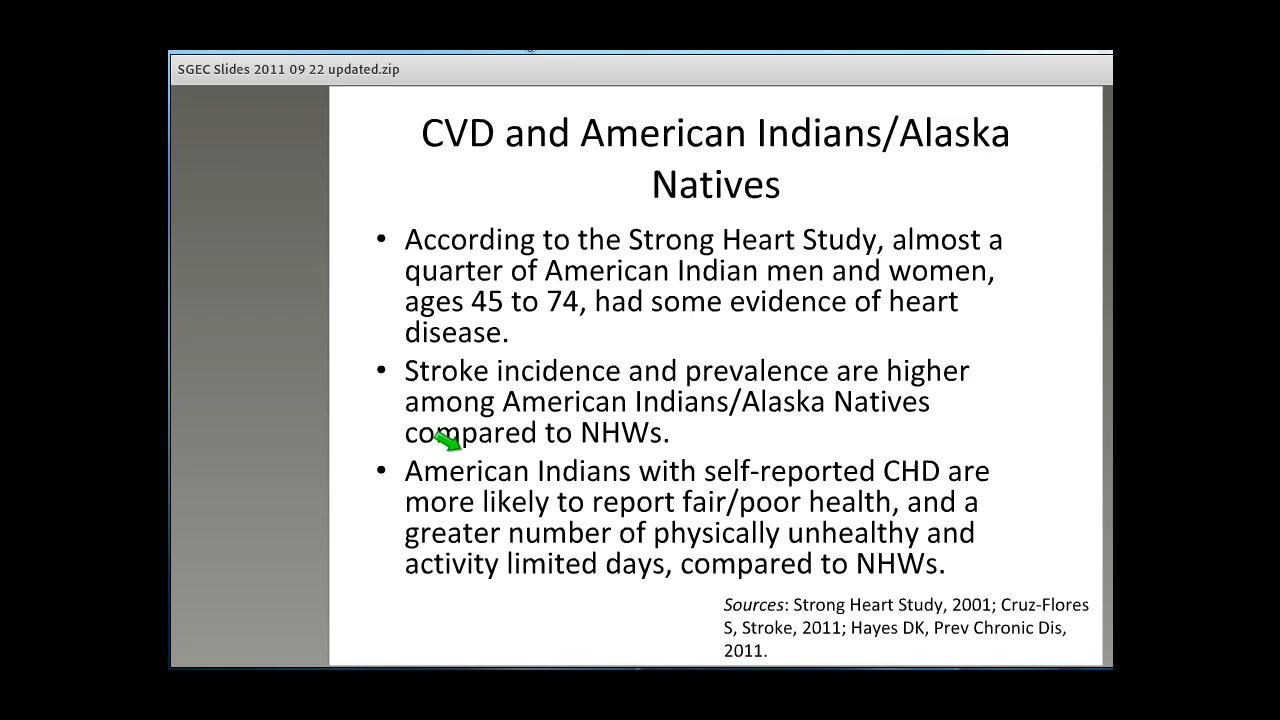 SGEC Slides 2011 09 22 updated.zip
CVD and American Indians/Alaska
Natives
• According to the Strong Heart Study, almost a
quarter of American Indian men and women,
ages 45 to 74, had some evidence of heart
disease.
• Stroke incidence and prevalence are higher
among American Indians/Alaska Natives
compared to NHWs.
• American Indians with self-reported CHD are
more likely to report fair/poor health, and a
greater number of physically unhealthy and
activity limited days, compared to NHWs.
Sources: Strong Heart Study, 2001; Cruz-Flores
S, Stroke, 2011; Hayes DK, Prev Chronic Dis,
2011.